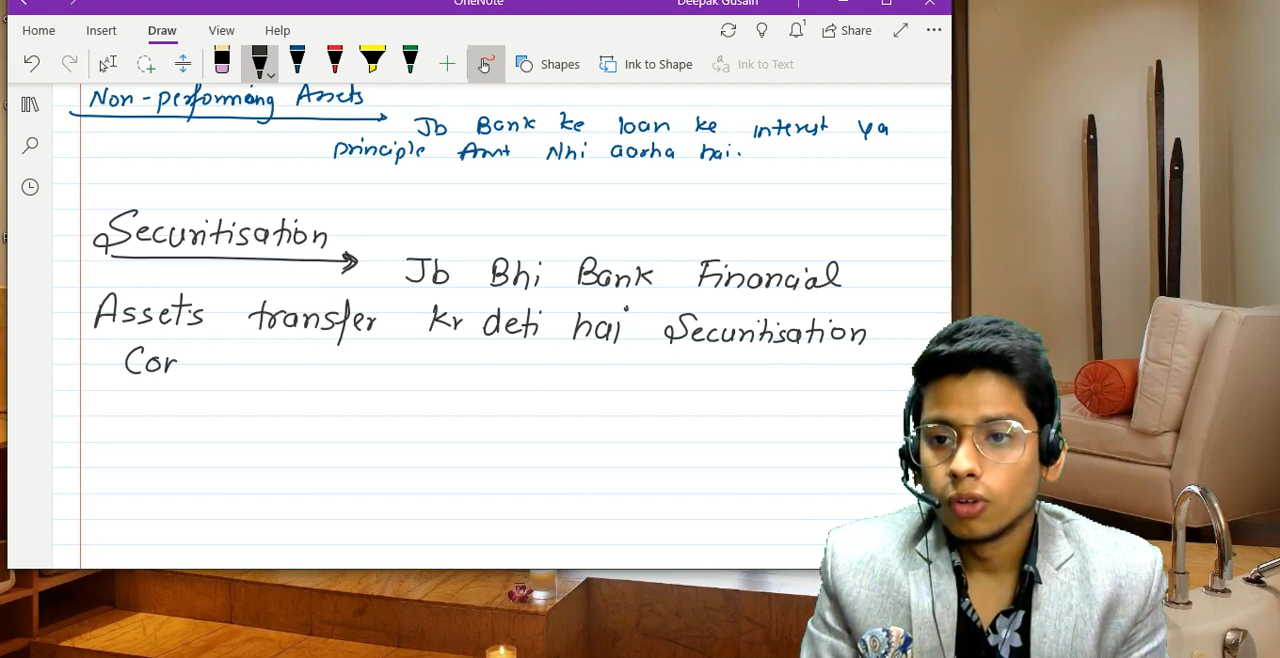 OneNote
Deepak Gusain
Home Insert Draw View Help
Share
Shapes Ink to Shape Ink to Text
Non-performing Assets
Jb Bank ke loan ke interest ya
principle Amt Nhi aarha hai.
Securitisation
Jb Bhi Bank Financial
Assets transfer kr deti hai Securitisation
Cor